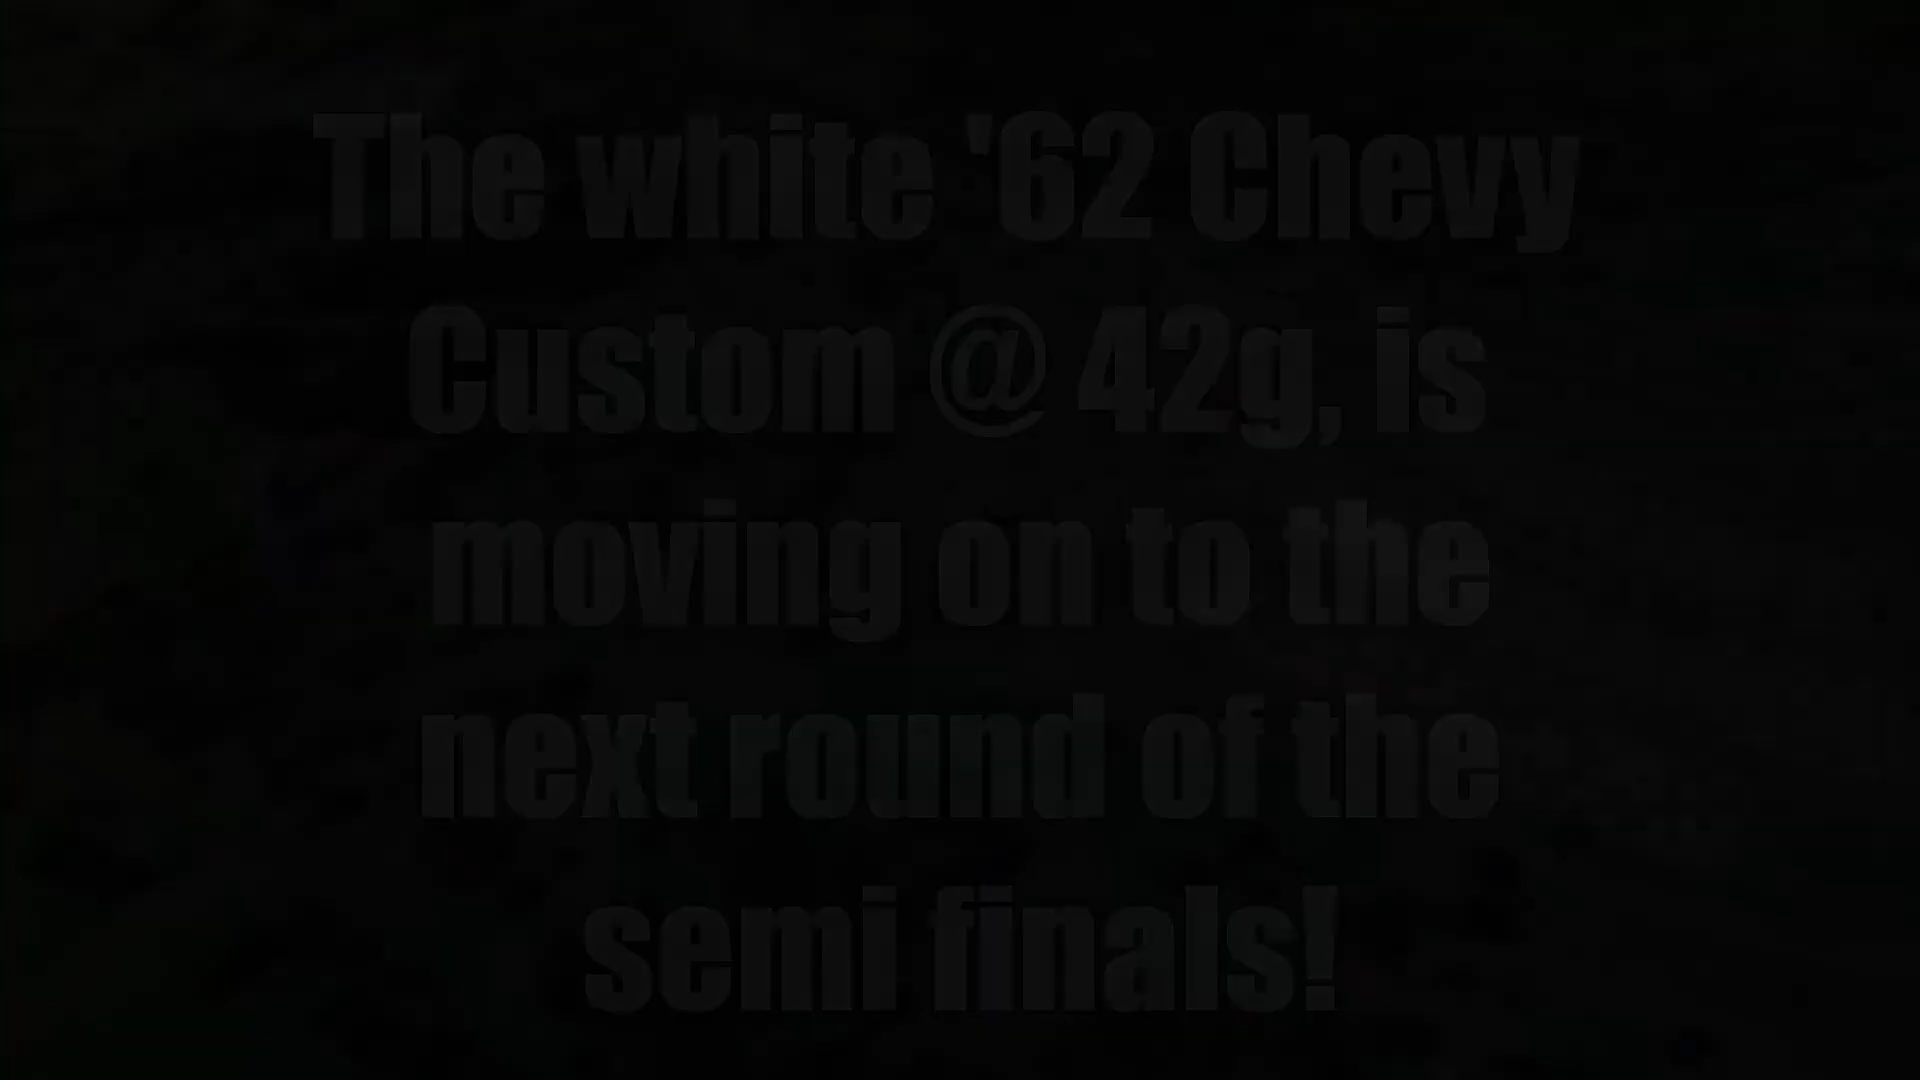 The white '62 Chevy
Custom @ 42g, is
moving on to the
next round of the
semi finals!